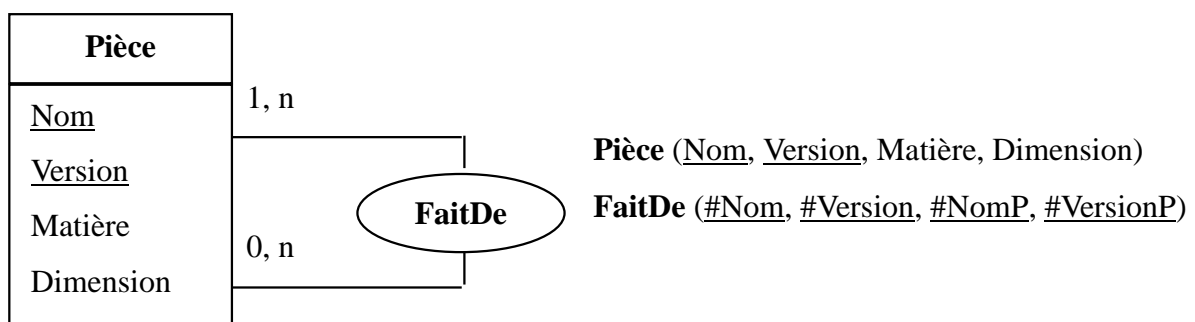 Pièce
Nom
Version
Matière
Dimension
1, n
0, n
FaitDe
Pièce (Nom, Version, Matière, Dimension)
FaitDe (#Nom, #Version, #NomP, #VersionP)